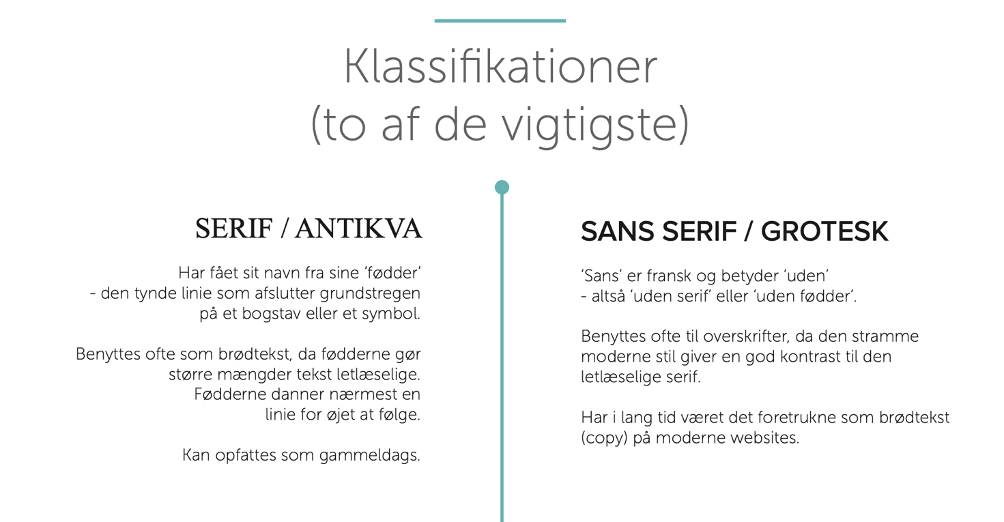 Klassifikationer
(to af de vigtigste)
SERIF / ANTIKVA
Har fået sit navn fra sine ‘fødder’
- den tynde linie som afslutter grundstregen
på et bogstav eller et symbol.
Benyttes ofte som brødtekst, da fødderne gør
større mængder tekst letlæselige.
Fødderne danner nærmest en
linie for øjet at følge.
Kan opfattes som gammeldags.
SANS SERIF / GROTESK
‘Sans’ er fransk og betyder ‘uden’
- altså ‘uden serif’ eller ‘uden fødder’.
Benyttes ofte til overskrifter, da den stramme
moderne stil giver en god kontrast til den
letlæselige serif.
Har i lang tid været det foretrukne som brødtekst
(copy) på moderne websites.